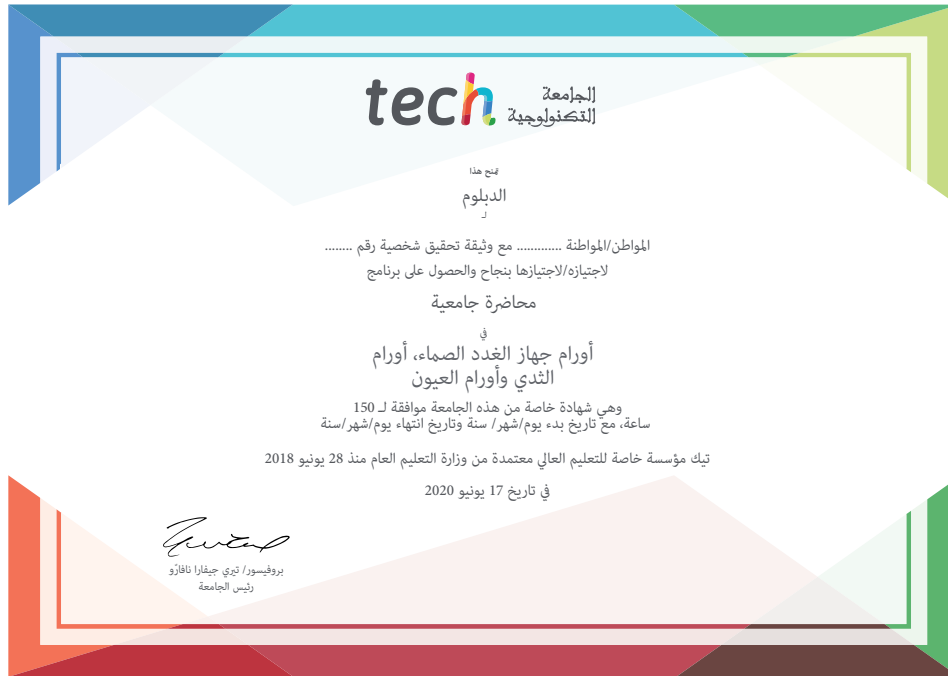 tech الجامعة
التكنولوجية
تمنح هذا
الدبلوم
لـ
المواطن/المواطنة ............. مع وثيقة تحقيق شخصية رقم ........
لاجتيازه/لاجتيازها بنجاح والحصول على برنامج
محاضرة جامعية
في
أورام جهاز الغدد الصماء، أورام
الثدي وأورام العيون
وهي شهادة خاصة من هذه الجامعة موافقة لـ 150
ساعة، مع تاريخ بدء يوم/شهر/ سنة وتاريخ انتهاء يوم/شهر/سنة
تيك مؤسسة خاصة للتعليم العالي معتمدة من وزارة التعليم العام منذ 28 يونيو 2018
في تاريخ 17 يونيو 2020
بروفيسور/ تيري جيفارا نافارّو
رئيس الجامعة